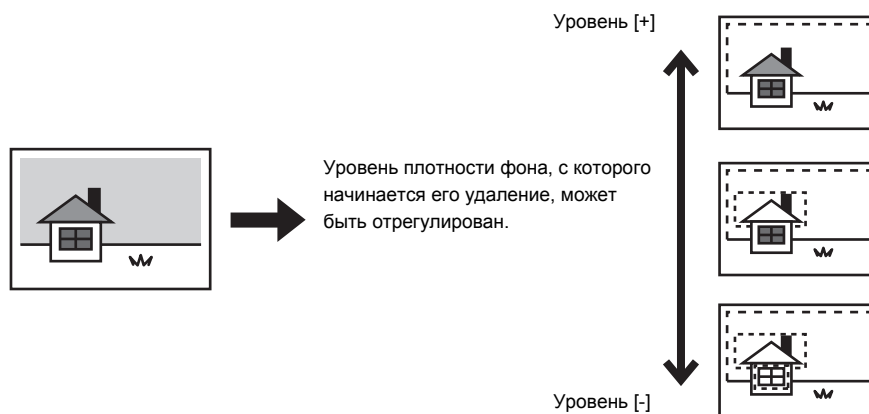 Уровень [+]
Уровень плотности фона, с которого
начинается его удаление, может
быть отрегулирован.
Уровень [-]